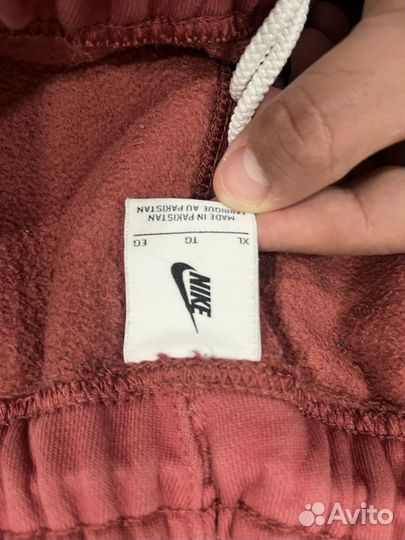 NIKE
XL TG EG
MADE IN PAKISTAN
FABRIQUE AU PAKISTAN
Avito